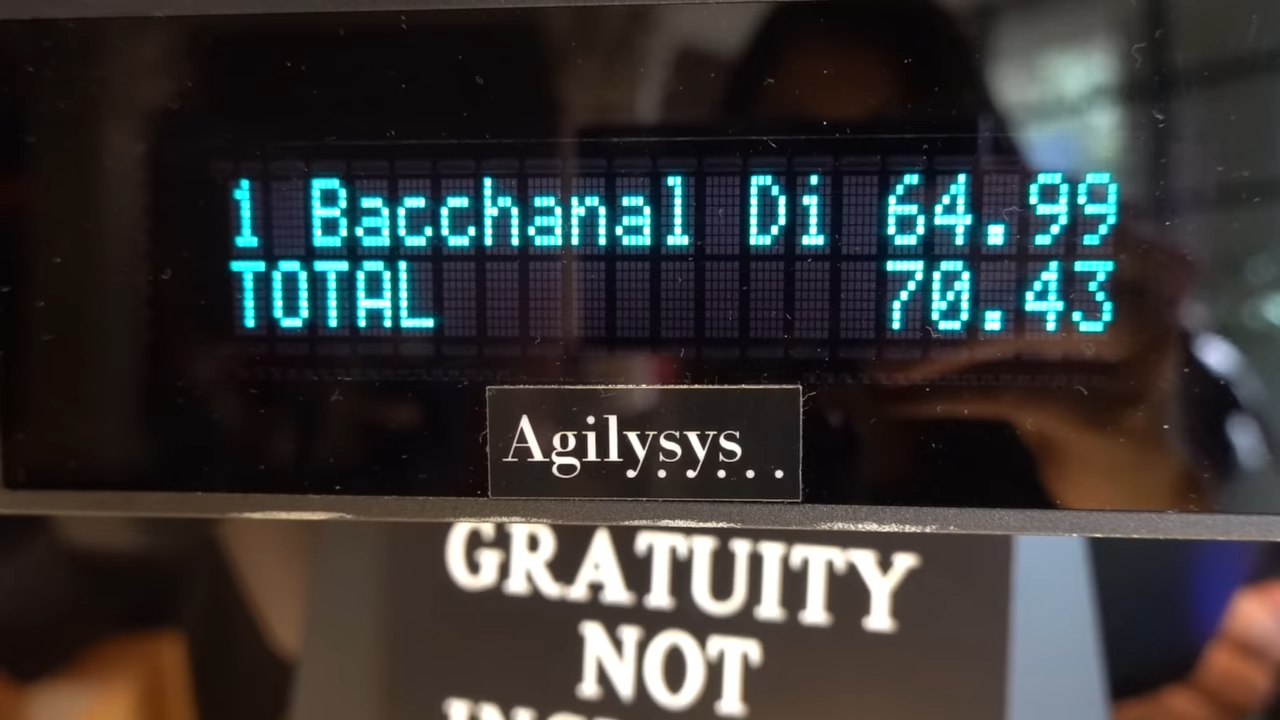 1 Bacchanal Di 64.99
TOTAL 70.43
Agilysys
GRATUITY
NOT